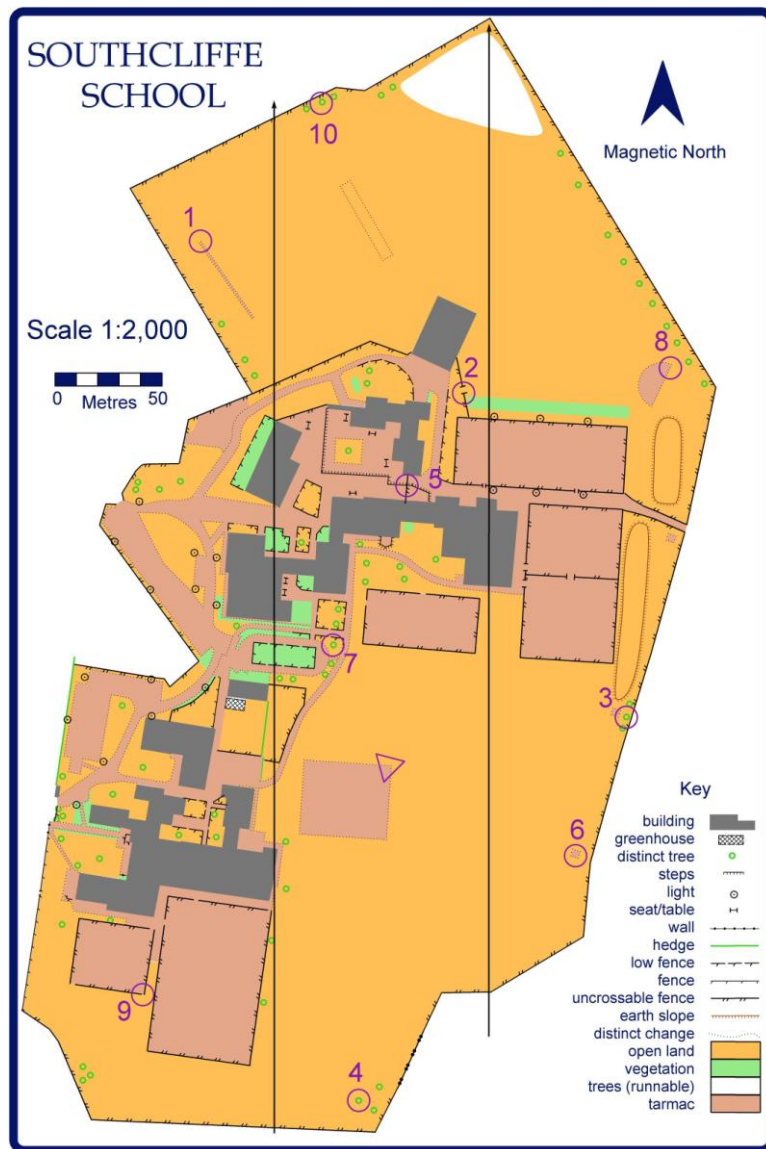 SOUTHCLIFFE
SCHOOL
10
Magnetic North
1
Scale 1:2,000
0 Metres 50
2
8
5
7
3
6
9
4
Key
building
greenhouse
distinct tree
steps
light
seat/table
wall
hedge
low fence
fence
uncrossable fence
earth slope
distinct change
open land
vegetation
trees (runnable)
tarmac